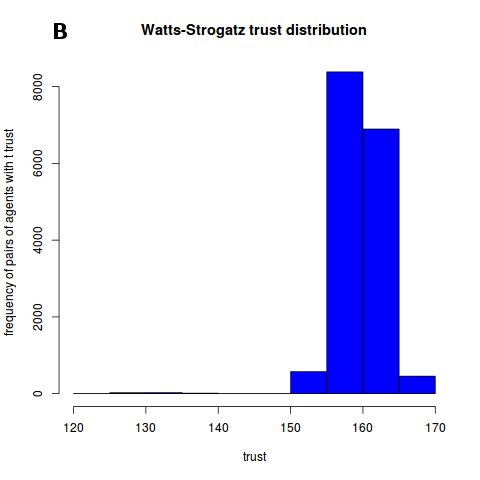 B
Watts-Strogatz trust distribution
frequency of pairs of agents with t trust
8000
6000
4000
2000
0
120 130 140 150 160 170
trust